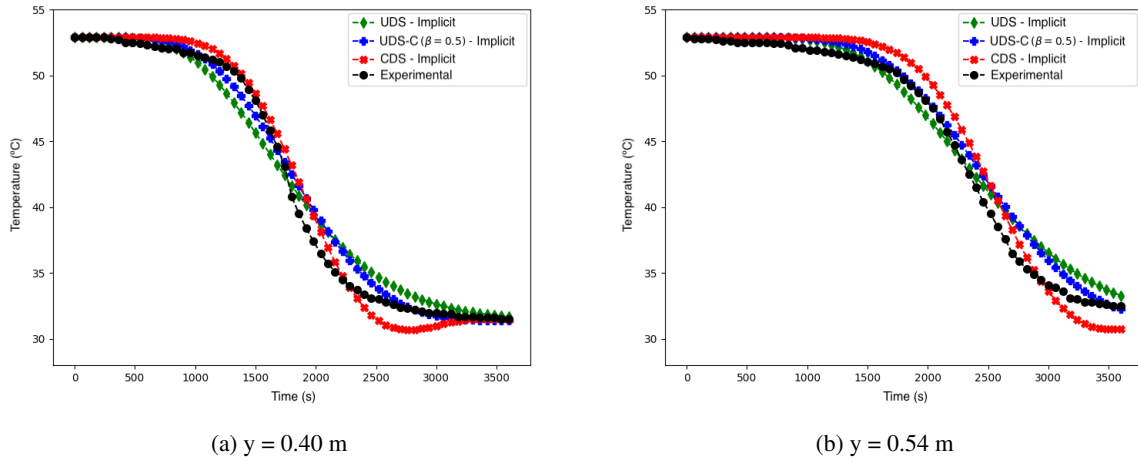 55
50
45
40
35
30
Temperature (ºC)
0
500
1000
1500
2000
2500
3000
3500
Time (s)
UDS - Implicit
UDS-C (β = 0.5) - Implicit
CDS - Implicit
Experimental
(a) y = 0.40 m
55
50
45
40
35
30
Temperature (ºC)
0
500
1000
1500
2000
2500
3000
3500
Time (s)
UDS - Implicit
UDS-C (β = 0.5) - Implicit
CDS - Implicit
Experimental
(b) y = 0.54 m